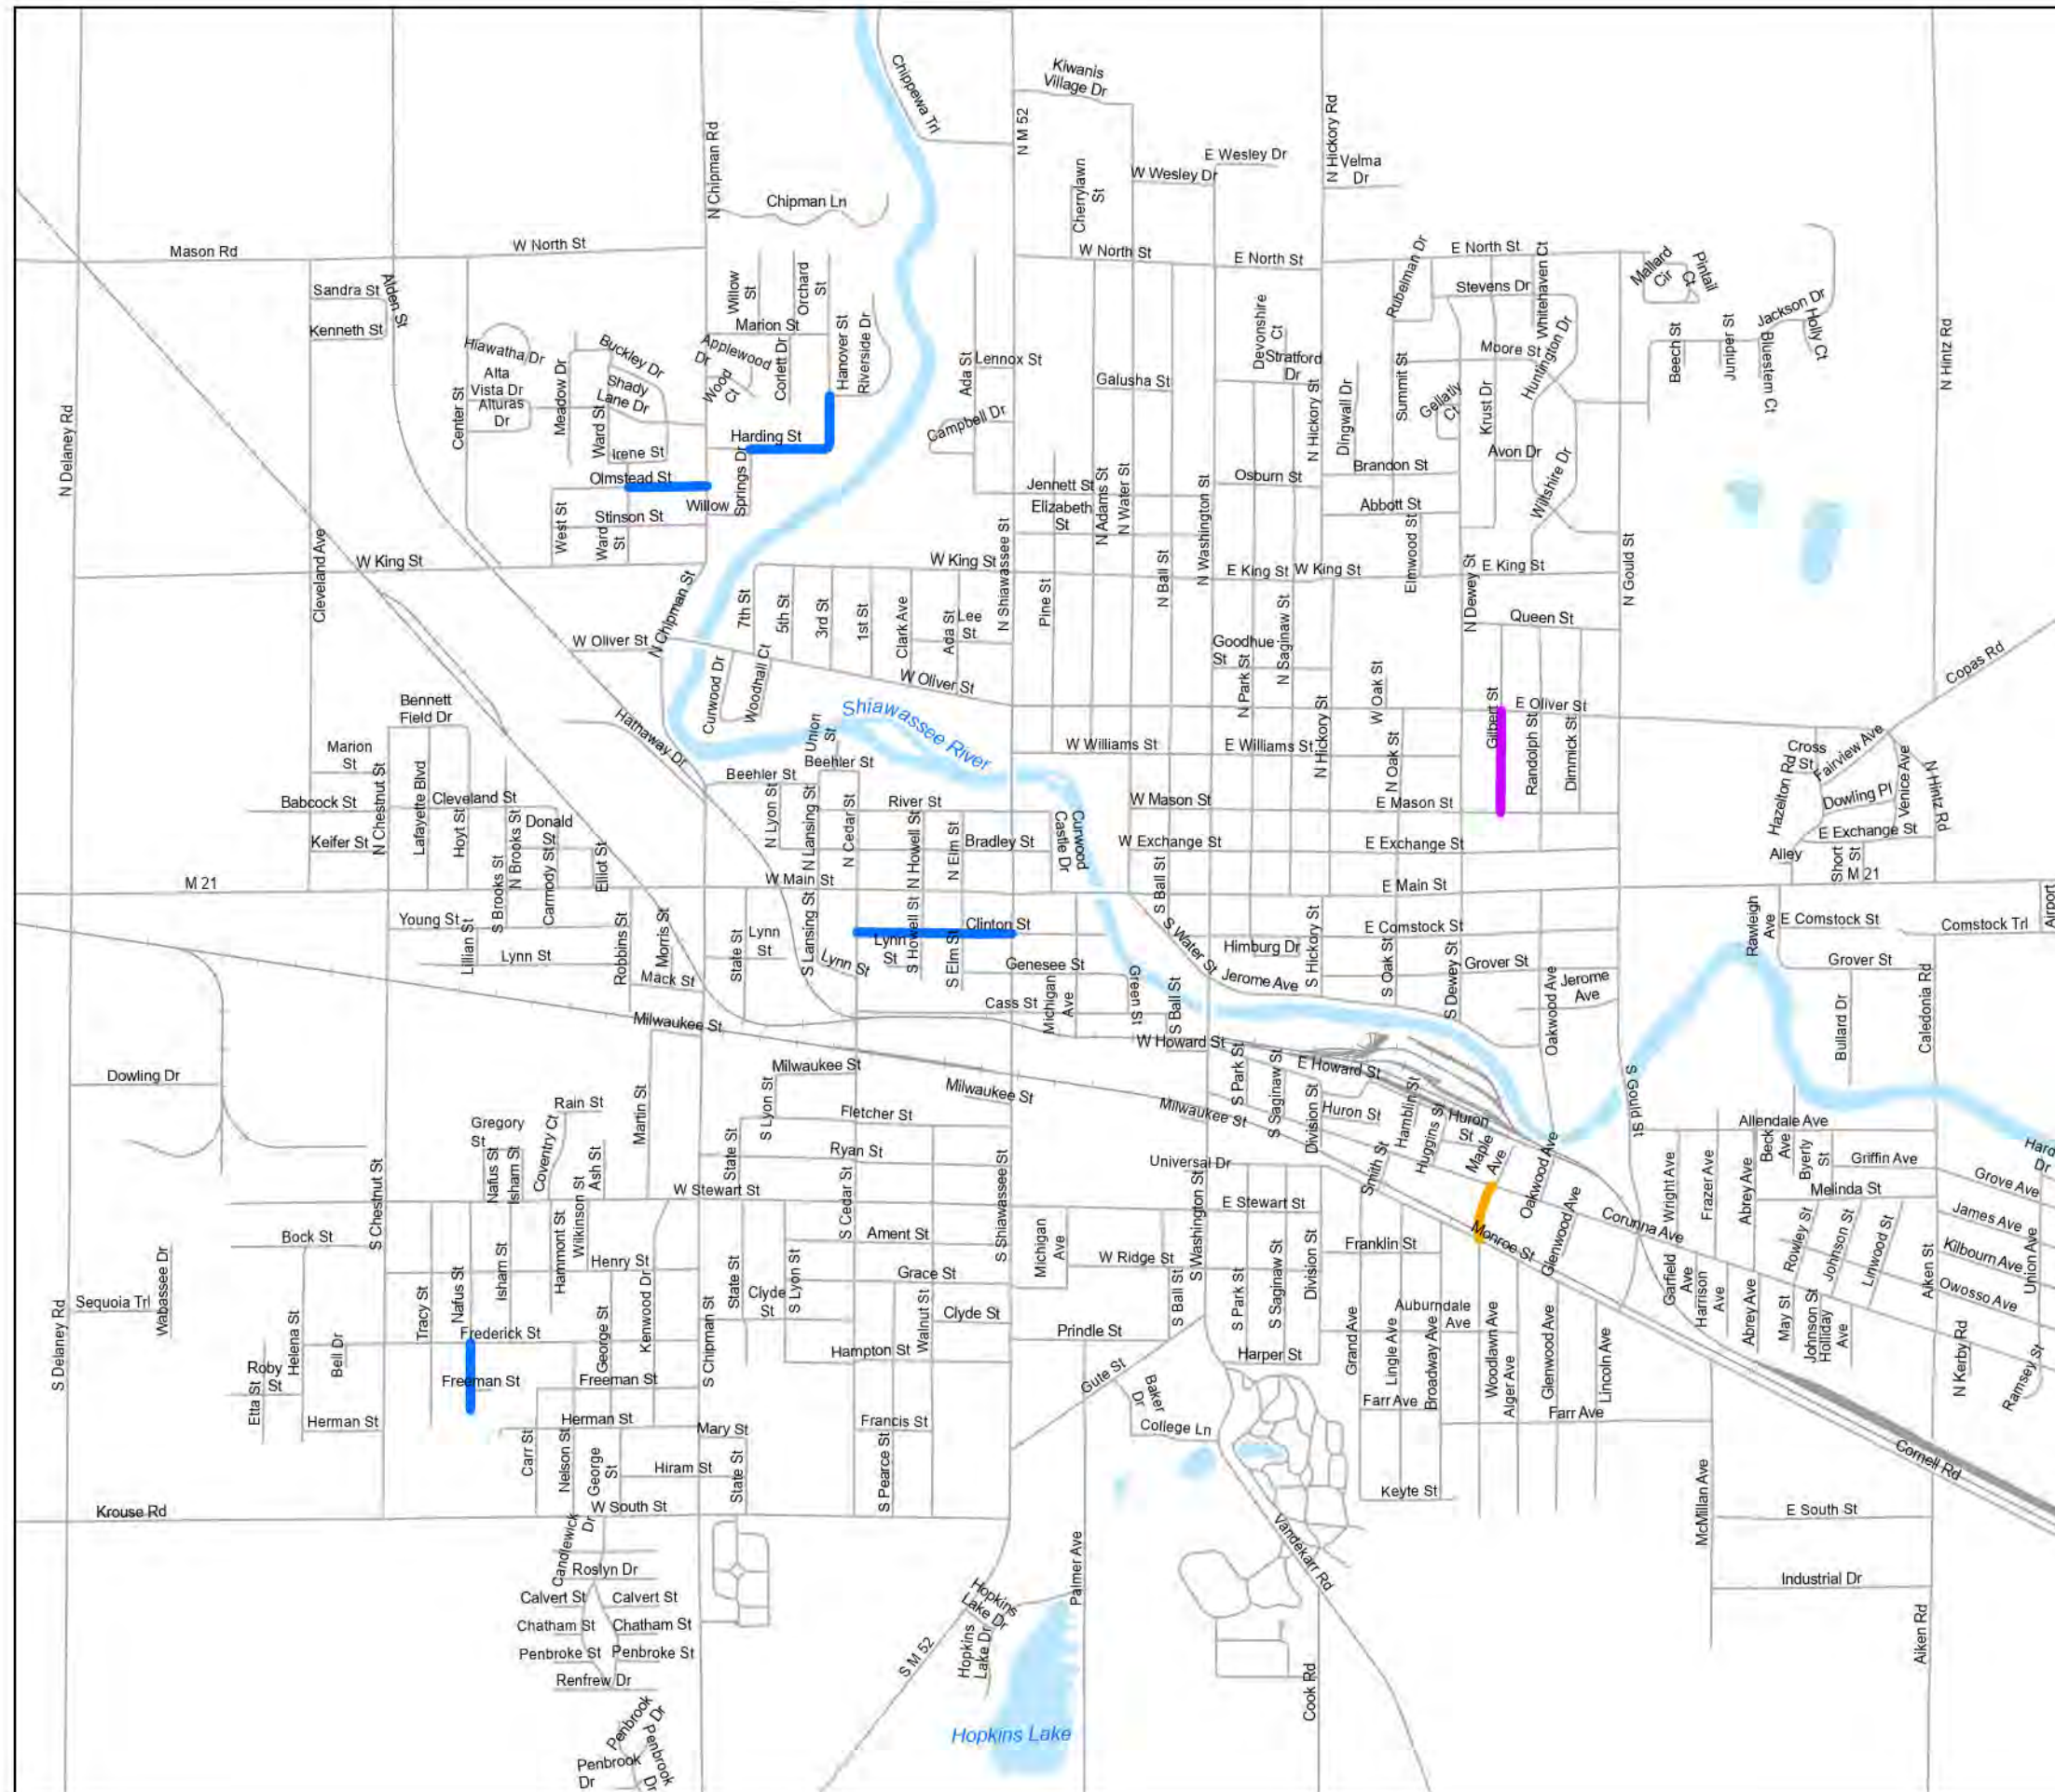 Kiwanis
Village Dr
Chippewa Trl
N M 52
N Hickory Rd
N Chipman Rd
E Wesley Dr
Velma
Dr
W Wesley Dr
Cherrylawn
St
Chipman Ln
Mason Rd
W North St
W North St
E North St
E North St
Sandra St
Alden St
Kenneth St
Willow
St
Orchard
St
Marion St
Hanover St
Riverside Dr
Applewood
Dr
Wood
Ct
Corlett Dr
Hiawatha Dr
Alta
Vista Dr
Alturas
Dr
Center St
Meadow Dr
Buckley Dr
Shady
Lane Dr
Ward St
Irene St
Harding St
Olmstead St
Willow
Springs Dr
Stinson St
West St
Ward
St
Ada St
Lennox St
Campbell Dr
Galusha St
Devonshire
Ct
Stratford
Dr
Rubelman Dr
Stevens Dr
Whitehaven Ct
Huntington Dr
Moore St
Summit St
Gellatly
Ct
Krust Dr
Dingwall Dr
N Hickory St
Avon Dr
Brandon St
Wiltshire Dr
Abbott St
Elmwood St
Osburn St
Jennett St
Elizabeth
St
N Adams St
N Water St
N Washington St
Mallard
Cir
Pintail
Ct
Jackson Dr
Holly Ct
Beech St
Juniper St
Bluestem Ct
N Hintz Rd
N Delaney Rd
Cleveland Ave
W King St
W King St
E King St
W King St
E King St
N Shiawassee St
Pine St
N Ball St
N Dewey St
N Gould St
N Chipman St
7th St
5th St
3rd St
1st St
Clark Ave
Ada St
Lee
St
W Oliver St
W Oliver St
Curwood Dr
Woodhall Ct
Goodhue
St
N Saginaw St
N Park St
N Hickory St
W Oak St
Queen St
Gilbert St
E Oliver St
Randolph St
Dimmick St
Copas Rd
Shiawassee River
Hathaway Dr
Union
St
Beehler St
Beehler St
W Williams St
E Williams St
N Oak St
Bennett
Field Dr
Marion
St
Babcock St
Keifer St
N Chestnut St
Lafayette Blvd
Cleveland St
Hoyt St
S Brooks St
N Brooks St
Donald
St
Carmody St
Elliot St
N Lyon St
N Lansing St
N Cedar St
River St
N Howell St
N Elm St
Bradley St
Curwood
Castle Dr
W Mason St
E Mason St
W Exchange St
E Exchange St
Cross
St
Fairview Ave
Hazelton Rd
Dowling Pl
Venice Ave
N Hintz Rd
E Exchange St
Alley
Short
St
M 21
M 21
W Main St
E Main St
M 21
Young St
Lillian St
Lynn St
Robbins St
Morris St
Mack St
State St
Lynn
St
S Lansing St
Lynn St
Lynn
St
S Howell St
S Elm St
Clinton St
Genesee St
Cass St
Michigan
Ave
Green St
S Ball St
S Ball St
S Water St
Himburg Dr
Jerome Ave
S Hickory St
E Comstock St
S Oak St
S Dewey St
Grover St
Oakwood Ave
Jerome
Ave
Rawleigh
Ave
E Comstock St
Comstock Trl
Airport
Grover St
Bullard Dr
Caledonia Rd
Milwaukee St
W Howard St
E Howard St
Dowling Dr
Milwaukee St
Milwaukee St
Milwaukee St
S Lyon St
Fletcher St
Ryan St
State St
Martin St
Rain St
Gregory
St
Nafus St
Isham St
Coventry Ct
Ash St
Wilkinson St
Hammont St
W Stewart St
S Cedar St
S Shiawassee St
S Park St
S Saginaw St
Division St
Huron St
Hamblin St
Huggins St
Huron
St
Maple
Ave
Smith St
Oakwood Ave
Glenwood Ave
S Gould St
Universal Dr
E Stewart St
S Washington St
Monroe St
Corunna Ave
Allendale Ave
Beck
Ave
Byerly
St
Griffin Ave
Hard
Dr
Grove Ave
Wright Ave
Frazer Ave
Abrey Ave
Melinda St
Rowley St
Johnson St
Linwood St
James Ave
Kilbourn Ave
Union Ave
Owosso Ave
Aiken St
Bock St
S Chestnut St
Isham St
Henry St
Nafus St
Tracy St
Wabassee Dr
Sequoia Trl
S Delaney Rd
Helena St
Bell Dr
Frederick St
George St
Kenwood Dr
S Chipman St
State St
Clyde
St
S Lyon St
Ament St
Grace St
Walnut St
Clyde St
Hampton St
Michigan
Ave
W Ridge St
S Ball St
Prindle St
S Park St
S Saginaw St
Division St
Harper St
Franklin St
Grand Ave
Lingle Ave
Auburndale
Ave
Broadway Ave
Woodlawn Ave
Alger Ave
Glenwood Ave
Lincoln Ave
Garfield
Ave
Harrison
Ave
Abrey Ave
May St
Johnson St
Holliday
Ave
N Kerby Rd
Ramsey St
Roby
St
Etta St
Herman St
Freeman St
Freeman St
Herman St
Carr St
Nelson St
George
St
Mary St
Hiram St
State St
W South St
Francis St
S Pearce St
Gute St
Baker
Dr
College Ln
Farr Ave
Farr Ave
Keyte St
Cornell Rd
McMillan Ave
E South St
Industrial Dr
Aiken Rd
Krouse Rd
Candlewick
Dr
Roslyn Dr
Calvert St
Calvert St
Chatham St
Chatham St
Penbroke St
Penbroke St
Renfrew Dr
Penbrook
Dr
Penbrook
Dr
Penbrook
Dr
Palmer Ave
Hopkins
Lake Dr
Hopkins
Lake Dr
S M 52
Vandekarr Rd
Cook Rd
Hopkins Lake